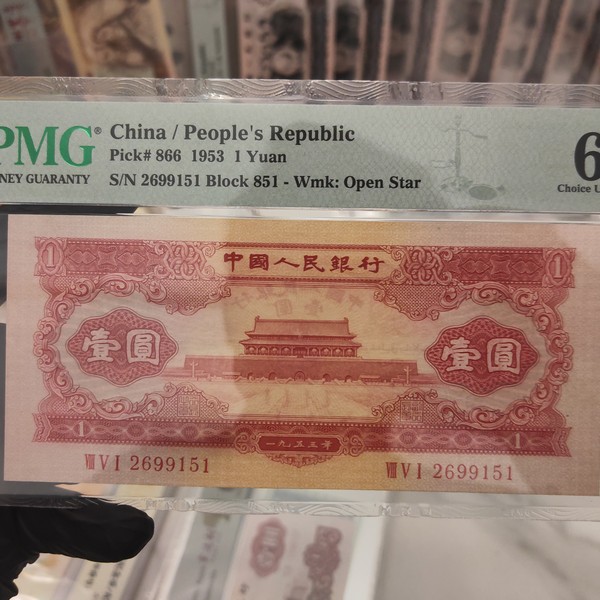 PMG®
NEY GUARANTY
China / People's Republic
Pick# 866 1953 1 Yuan
S/N 2699151 Block 851 - Wmk: Open Star
6
Choice U
1
中國人民銀行
1
壹圓
壹圓
1
一九五三年
1
ⅧⅤⅠ 2699151
ⅧⅤⅠ 2699151